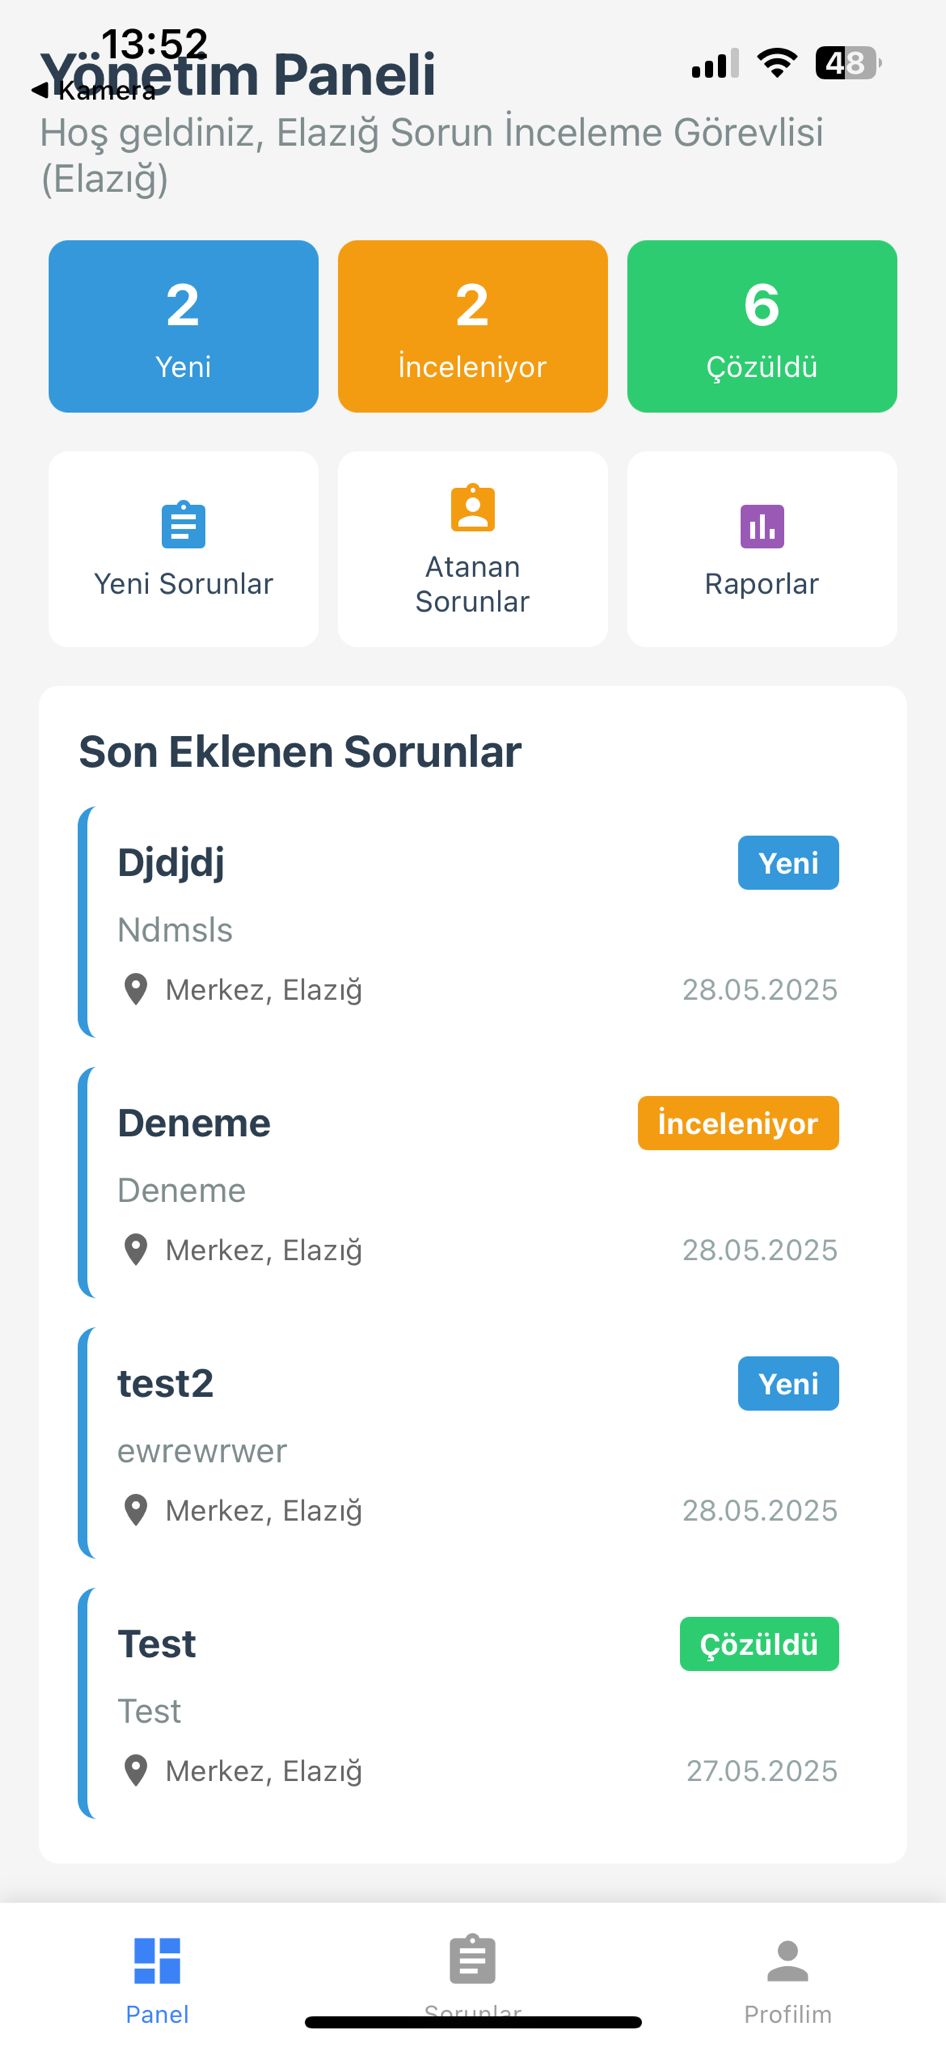 13:52
48
Yönetim Paneli
Kamera
Hoş geldiniz, Elazığ Sorun İnceleme Görevlisi
(Elazığ)
2
Yeni
2
İnceleniyor
6
Çözüldü
Yeni Sorunlar
Atanan
Sorunlar
Raporlar
Son Eklenen Sorunlar
Djdjdj
Yeni
Ndmsls
Merkez, Elazığ
28.05.2025
Deneme
İnceleniyor
Deneme
Merkez, Elazığ
28.05.2025
test2
Yeni
ewrewrwer
Merkez, Elazığ
28.05.2025
Test
Çözüldü
Test
Merkez, Elazığ
27.05.2025
Panel
Sorunlar
Profilim